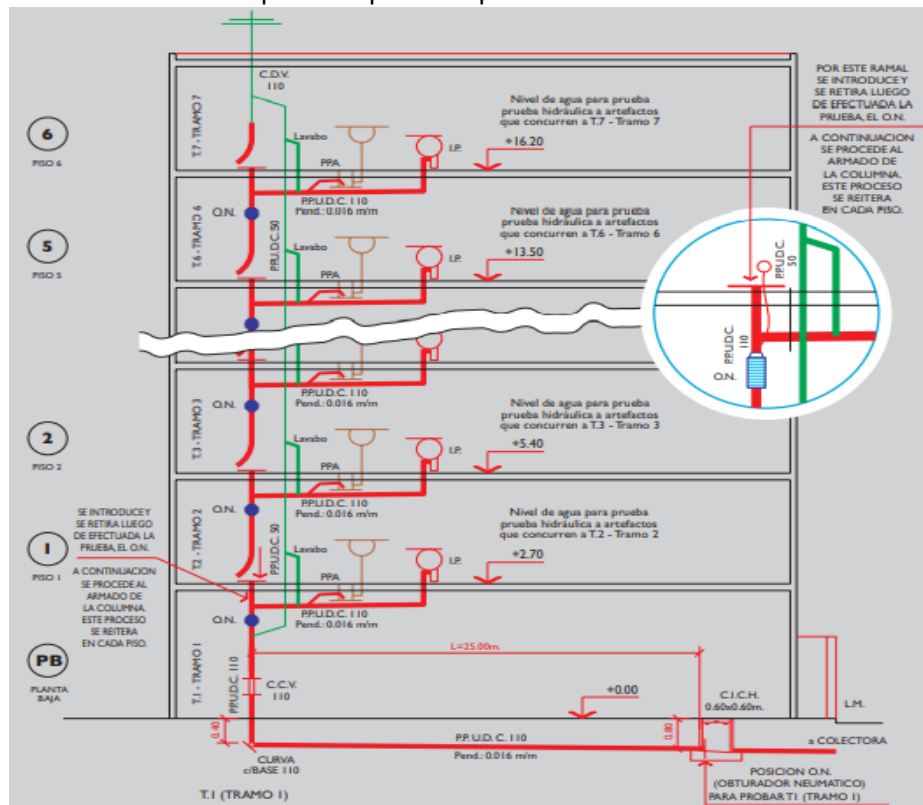 C.D.V.
110
6
PISO 6
T.7 - TRAMO 7
Lavabo
PPA
I.P.
Nivel de agua para prueba
prueba hidráulica a artefactos
que concurren a T.7 - Tramo 7
+16.20
P.P.U.D.C. 110
Pend.: 0.016 m/m
O.N.
5
PISO 5
T.6 - TRAMO 6
P.P.U.D.C. 50
Lavabo
PPA
I.P.
Nivel de agua para prueba
prueba hidráulica a artefactos
que concurren a T.6 - Tramo 6
+13.50
POR ESTE RAMAL
SE INTRODUCE Y
SE RETIRA LUEGO
DE EFECTUADA LA
PRUEBA, EL O.N.
A CONTINUACION
SE PROCEDE AL
ARMADO DE
LA COLUMNA.
ESTE PROCESO
SE REITERA
EN CADA PISO.
P.P.U.D.C.
50
P.P.U.D.C.
110
O.N.
P.P.U.D.C. 110
Pend.: 0.016 m/m
O.N.
2
PISO 2
T.3 - TRAMO 3
Lavabo
PPA
I.P.
Nivel de agua para prueba
prueba hidráulica a artefactos
que concurren a T.3 - Tramo 3
+5.40
P.P.U.D.C. 110
Pend.: 0.016 m/m
SE INTRODUCE Y
SE RETIRA LUEGO
DE EFECTUADA LA
PRUEBA, EL O.N.
A CONTINUACION
SE PROCEDE AL
ARMADO DE
LA COLUMNA.
ESTE PROCESO
SE REITERA
EN CADA PISO.
O.N.
1
PISO 1
T.2 - TRAMO 2
P.P.U.D.C. 50
Lavabo
PPA
I.P.
Nivel de agua para prueba
prueba hidráulica a artefactos
que concurren a T.2 - Tramo 2
+2.70
P.P.U.D.C. 110
Pend.: 0.016 m/m
O.N.
PB
PLANTA
BAJA
T.1 - TRAMO 1
P.P.U.D.C. 110
C.C.V.
110
L=25.00m.
+0.00
C.I.C.H.
0.60x0.60m.
L.M.
0.40
0.80
P.P. U.D. C. 110
Pend.: 0.016 m/m
a COLECTORA
CURVA
c/BASE 110
T.1 (TRAMO 1)
POSICION O.N.
(OBTURADOR NEUMATICO)
PARA PROBAR T1 (TRAMO 1)